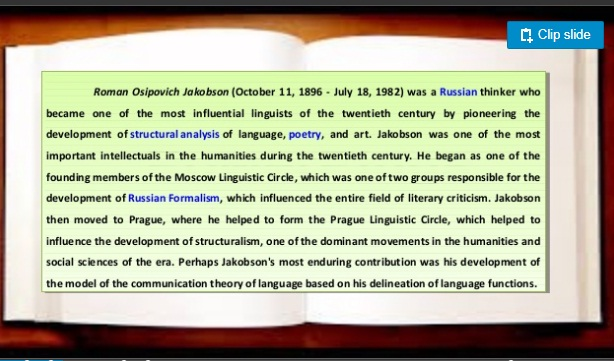 Clip slide
Roman Osipovich Jakobson (October 11, 1896 - July 18, 1982) was a Russian thinker who
became one of the most influential linguists of the twentieth century by pioneering the
development of structural analysis of language, poetry, and art. Jakobson was one of the most
important intellectuals in the humanities during the twentieth century. He began as one of the
founding members of the Moscow Linguistic Circle, which was one of two groups responsible for the
development of Russian Formalism, which influenced the entire field of literary criticism. Jakobson
then moved to Prague, where he helped to form the Prague Linguistic Circle, which helped to
influence the development of structuralism, one of the dominant movements in the humanities and
social sciences of the era. Perhaps Jakobson's most enduring contribution was his development of
the model of the communication theory of language based on his delineation of language functions.